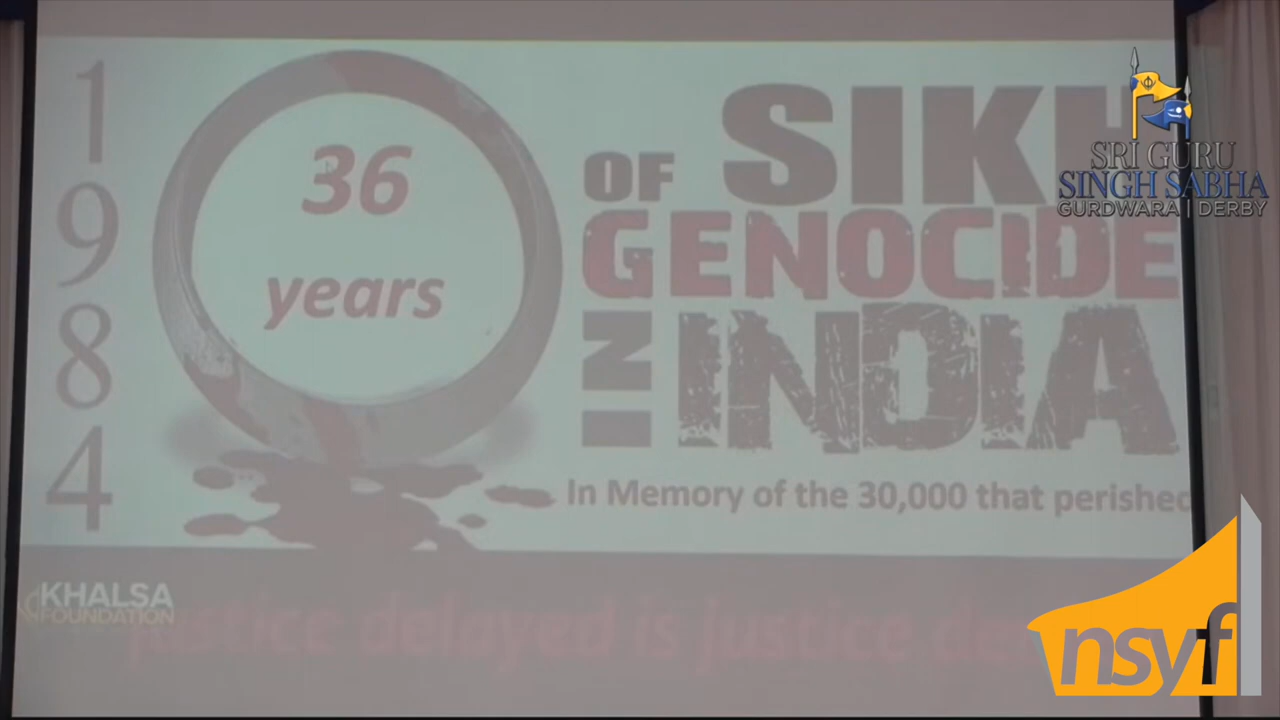 1984
36
years
OF SIKH
GENOCIDE
IN INDIA
In Memory of the 30,000 that perished
justice delayed is justice
SRI GURU
SINGH SABHA
GURDWARA | DERBY
KHALSA
FOUNDATION
nsyf